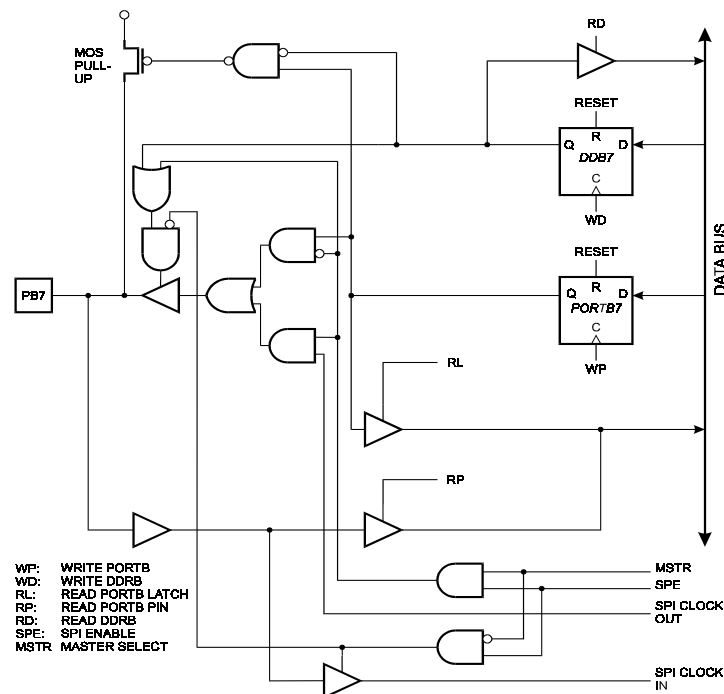 RD
MOS
PULL-
UP
RESET
R
Q
D
DDB7
C
WD
RESET
R
Q
D
PORTB7
C
WP
DATA BUS
PB7
RL
RP
WP: WRITE PORTB
WD: WRITE DDRB
RL: READ PORTB LATCH
RP: READ PORTB PIN
RD: READ DDRB
SPE: SPI ENABLE
MSTR MASTER SELECT
MSTR
SPE
SPI CLOCK
OUT
SPI CLOCK
IN